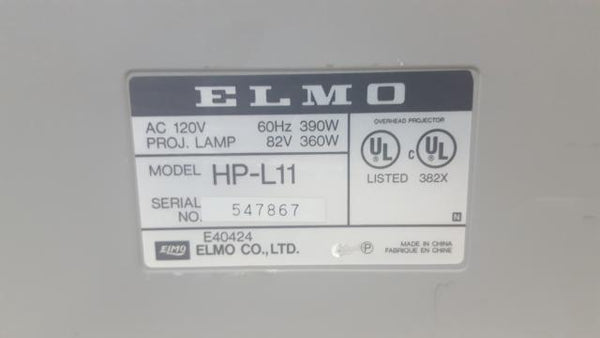 ELMO
AC 120V 60Hz 390W
PROJ. LAMP 82V 360W
MODEL HP-L11
SERIAL NO. 547867
OVERHEAD PROJECTOR
UL c UL
LISTED 382X
N
E40424
ELMO ELMO CO.,LTD.
P
MADE IN CHINA
FABRIQUE EN CHINE